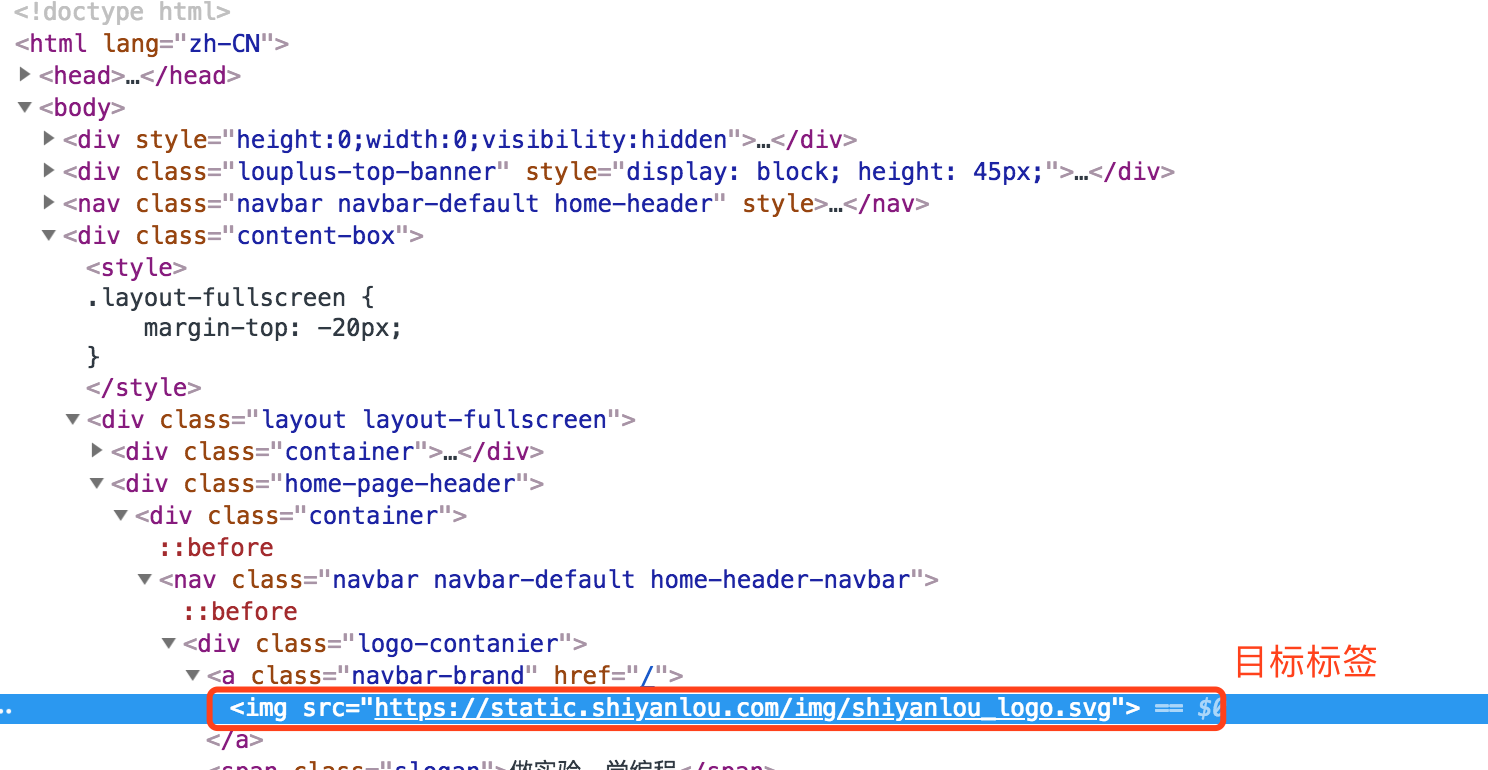 <!doctype html>
<html lang="zh-CN">
<head>…</head>
<body>
<div style="height:0;width:0;visibility:hidden">…</div>
<div class="louplus-top-banner" style="display: block; height: 45px;">…</div>
<nav class="navbar navbar-default home-header" style>…</nav>
<div class="content-box">
<style>
.layout-fullscreen {
margin-top: -20px;
}
</style>
<div class="layout layout-fullscreen">
<div class="container">…</div>
<div class="home-page-header">
<div class="container">
::before
<nav class="navbar navbar-default home-header-navbar">
::before
<div class="logo-contanier">
<a class="navbar-brand" href="/">
目标标签
<img src="https://static.shiyanlou.com/img/shiyanlou_logo.svg"> == $0
</a>
<span class="slogan">做实验，学编程</span>